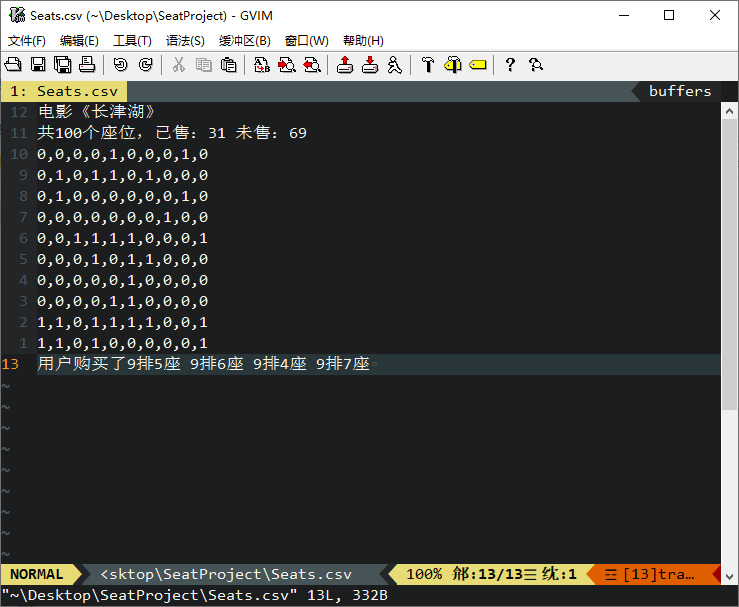 Seats.csv (~\Desktop\SeatProject) - GVIM
文件(F) 编辑(E) 工具(T) 语法(S) 缓冲区(B) 窗口(W) 帮助(H)
1: Seats.csv buffers
12 电影《长津湖》
11 共100个座位，已售：31 未售：69
10 0,0,0,0,1,0,0,0,1,0
9 0,1,0,1,1,0,1,0,0,0
8 0,1,0,0,0,0,0,0,1,0
7 0,0,0,0,0,0,0,1,0,0
6 0,0,1,1,1,1,0,0,0,1
5 0,0,0,1,0,1,1,0,0,0
4 0,0,0,0,0,1,0,0,0,0
3 0,0,0,0,1,1,0,0,0,0
2 1,1,0,1,1,1,1,0,0,1
1 1,1,0,1,0,0,0,0,0,1
13 用户购买了9排5座 9排6座 9排4座 9排7座
~
~
~
~
~
~
~
~
~
NORMAL <sktop\SeatProject\Seats.csv 100% :13/13☰ :1 ☲ [13]tra…
"~\Desktop\SeatProject\Seats.csv" 13L, 332B